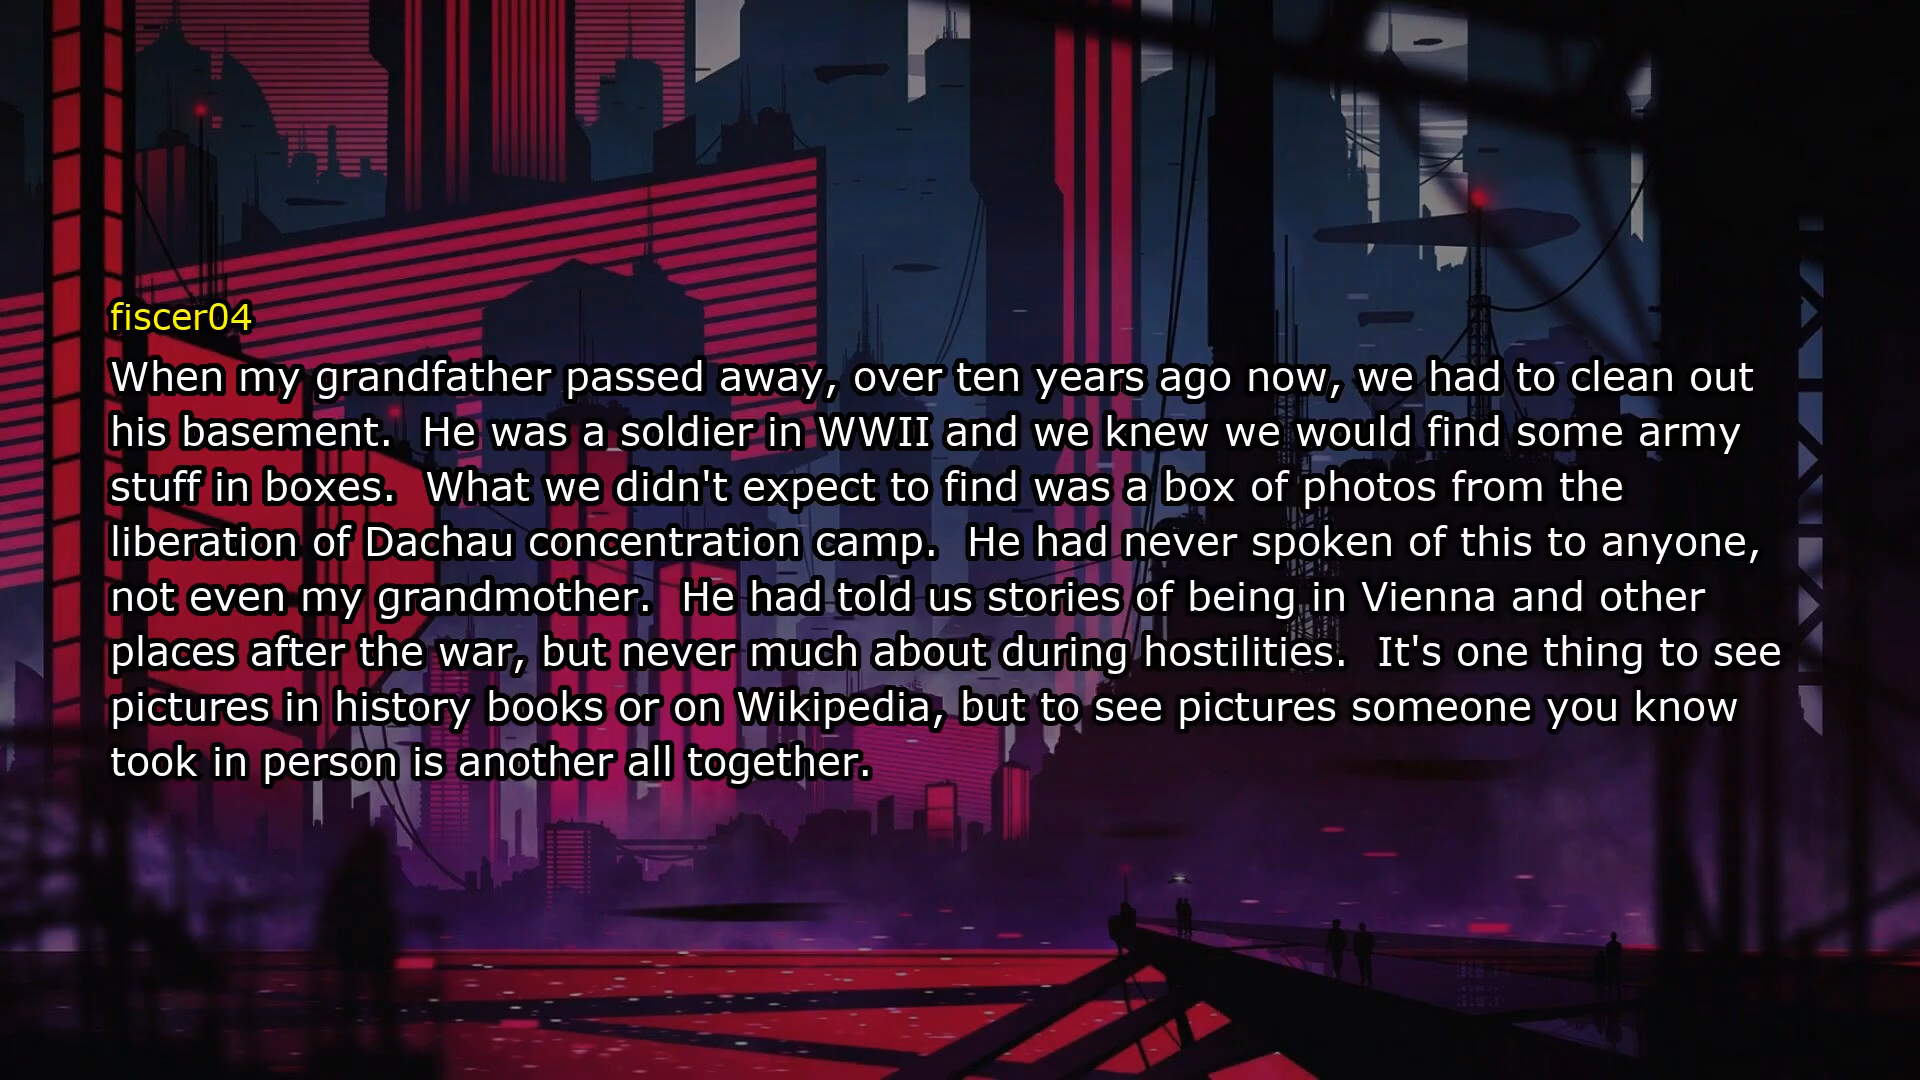 fiscer04
When my grandfather passed away, over ten years ago now, we had to clean out
his basement.  He was a soldier in WWII and we knew we would find some army
stuff in boxes.  What we didn't expect to find was a box of photos from the
liberation of Dachau concentration camp.  He had never spoken of this to anyone,
not even my grandmother.  He had told us stories of being in Vienna and other
places after the war, but never much about during hostilities.  It's one thing to see
pictures in history books or on Wikipedia, but to see pictures someone you know
took in person is another all together.